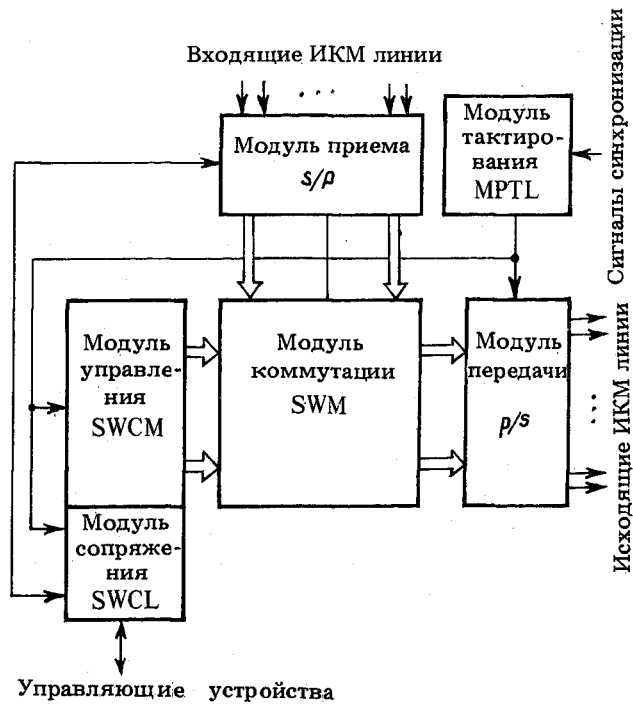 Входящие ИКМ линии
Модуль приема
s/p
Модуль
тактиро-
вания
MPTL
Сигналы синхронизации
Модуль
управле-
ния
SWCM
Модуль
коммутации
SWM
Модуль
передачи
p/s
Исходящие ИКМ линии
Модуль
сопряже-
ния
SWCL
Управляющие устройства